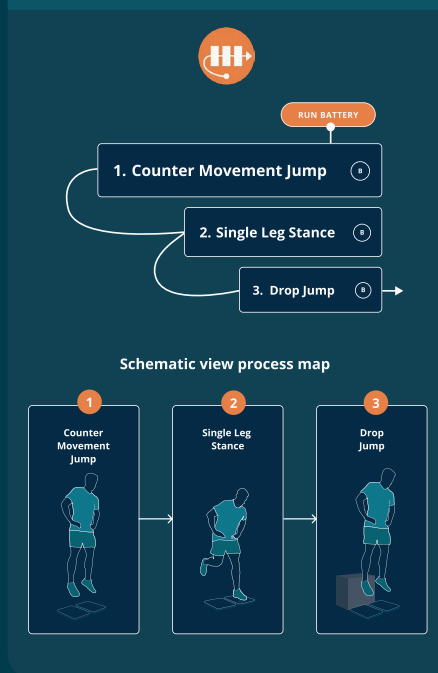 RUN BATTERY
1. Counter Movement Jump B
2. Single Leg Stance B
3. Drop Jump B
Schematic view process map
1
Counter
Movement
Jump
2
Single Leg
Stance
3
Drop
Jump